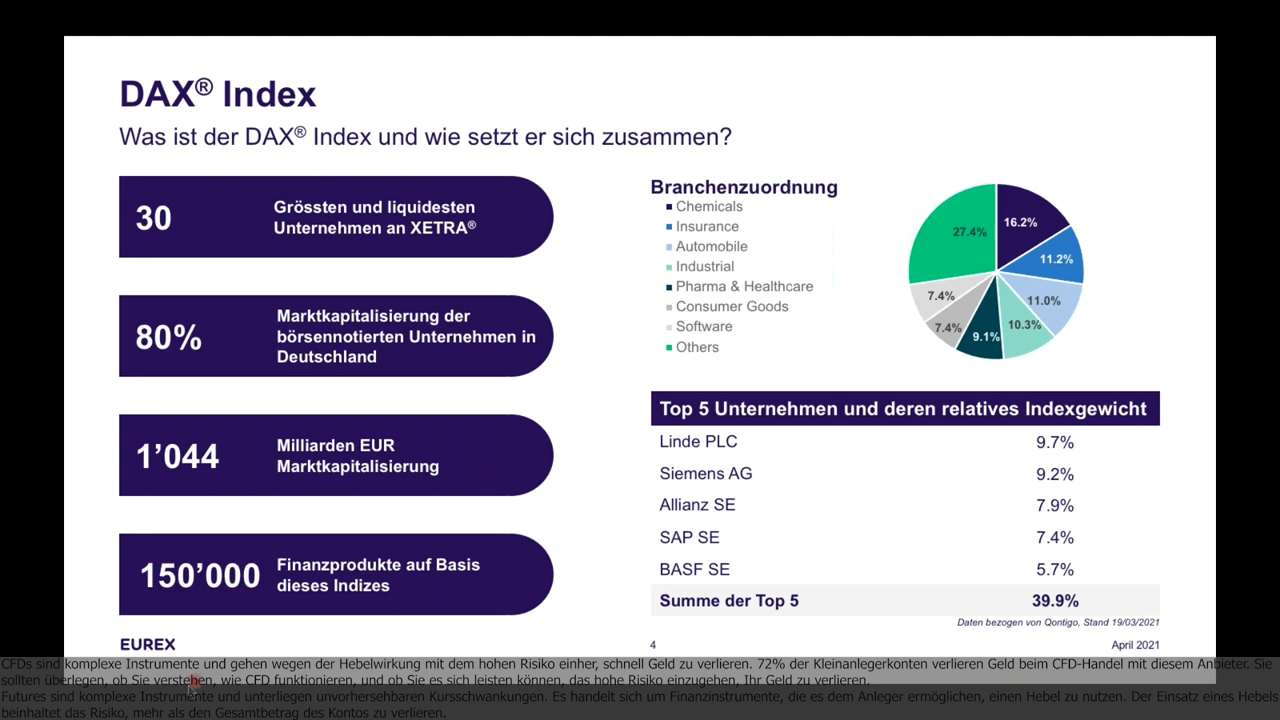 DAX® Index
Was ist der DAX® Index und wie setzt er sich zusammen?
30
Grössten und liquidesten
Unternehmen an XETRA®
80%
Marktkapitalisierung der
börsennotierten Unternehmen in
Deutschland
1’044
Milliarden EUR
Marktkapitalisierung
150’000
Finanzprodukte auf Basis
dieses Indizes
Branchenzuordnung
Chemicals
Insurance
Automobile
Industrial
Pharma & Healthcare
Consumer Goods
Software
Others
16.2%
11.2%
11.0%
10.3%
9.1%
7.4%
7.4%
27.4%
Top 5 Unternehmen und deren relatives Indexgewicht
Linde PLC 9.7%
Siemens AG 9.2%
Allianz SE 7.9%
SAP SE 7.4%
BASF SE 5.7%
Summe der Top 5 39.9%
Daten bezogen von Qontigo, Stand 19/03/2021
EUREX 4 April 2021
CFDs sind komplexe Instrumente und gehen wegen der Hebelwirkung mit dem hohen Risiko einher, schnell Geld zu verlieren. 72% der Kleinanlegerkonten verlieren Geld beim CFD-Handel mit diesem Anbieter. Sie
sollten überlegen, ob Sie verstehen, wie CFD funktionieren, und ob Sie es sich leisten können, das hohe Risiko einzugehen, Ihr Geld zu verlieren.
Futures sind komplexe Instrumente und unterliegen unvorhersehbaren Kursschwankungen. Es handelt sich um Finanzinstrumente, die es dem Anleger ermöglichen, einen Hebel zu nutzen. Der Einsatz eines Hebels
beinhaltet das Risiko, mehr als den Gesamtbetrag des Kontos zu verlieren.